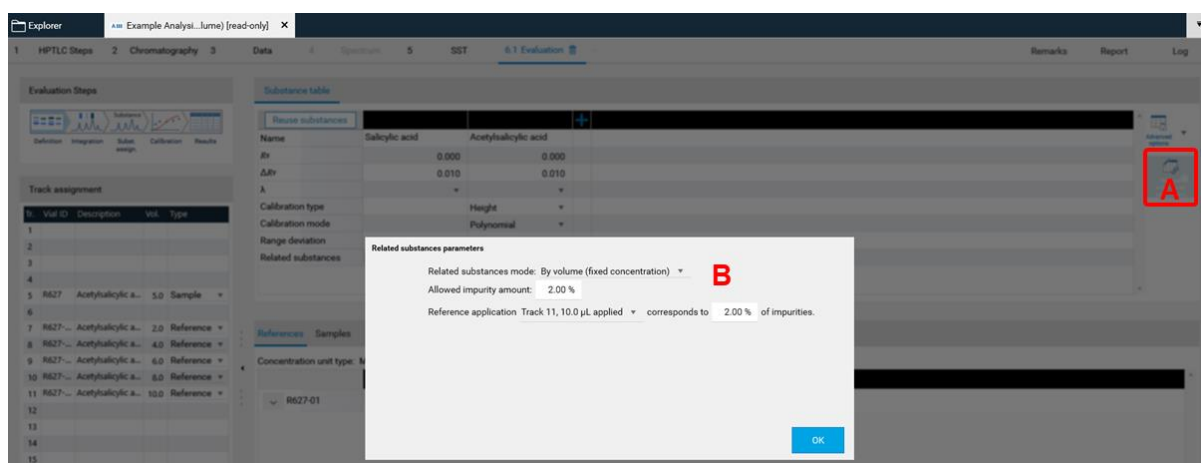 Explorer
ABS Example Analysi...lume) [read-only] X
1 HPTLC Steps 2 Chromatography 3 Data 4 Spectrum 5 SST 6.1 Evaluation Remarks Report Log
Evaluation Steps
Substance
Definition Integration Subst. assign. Calibration Results
Track assignment
Tr. Vial ID Description Vol. Type
1
2
3
4
5 R627 Acetylsalicylic a... 5.0 Sample
6
7 R627-... Acetylsalicylic a... 2.0 Reference
8 R627-... Acetylsalicylic a... 4.0 Reference
9 R627-... Acetylsalicylic a... 6.0 Reference
10 R627-... Acetylsalicylic a... 8.0 Reference
11 R627-... Acetylsalicylic a... 10.0 Reference
12
13
14
15
Substance table
Reuse substances +
Name Salicylic acid Acetylsalicylic acid
RF 0.000 0.000
ΔRF 0.010 0.010
λ
Calibration type Height
Calibration mode Polynomial
Range deviation
Related substances
Advanced options
A
Related substances parameters
Related substances mode: By volume (fixed concentration)
B
Allowed impurity amount: 2.00 %
Reference application Track 11, 10.0 µL applied corresponds to 2.00 % of impurities.
OK
References Samples
Concentration unit type: M
R627-01